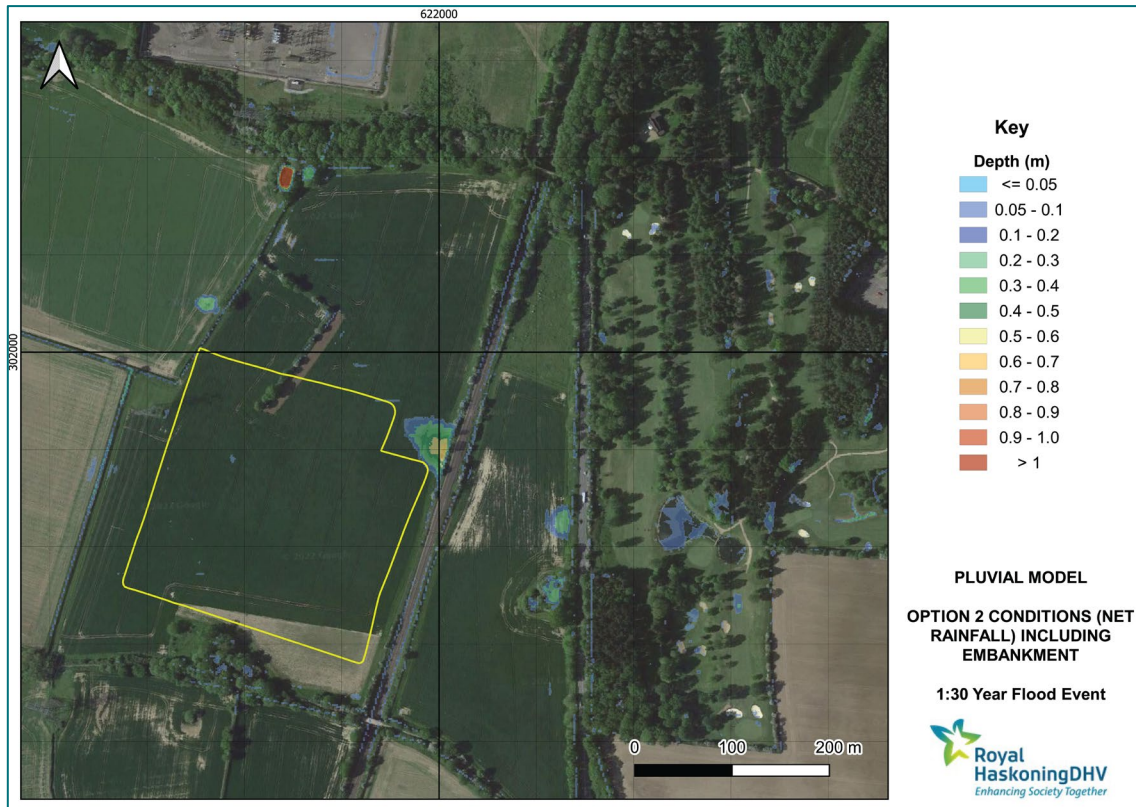 622000
302000
Key
Depth (m)
<= 0.05
0.05 - 0.1
0.1 - 0.2
0.2 - 0.3
0.3 - 0.4
0.4 - 0.5
0.5 - 0.6
0.6 - 0.7
0.7 - 0.8
0.8 - 0.9
0.9 - 1.0
> 1
PLUVIAL MODEL
OPTION 2 CONDITIONS (NET
RAINFALL) INCLUDING
EMBANKMENT
1:30 Year Flood Event
0 100 200 m
Royal
HaskoningDHV
Enhancing Society Together